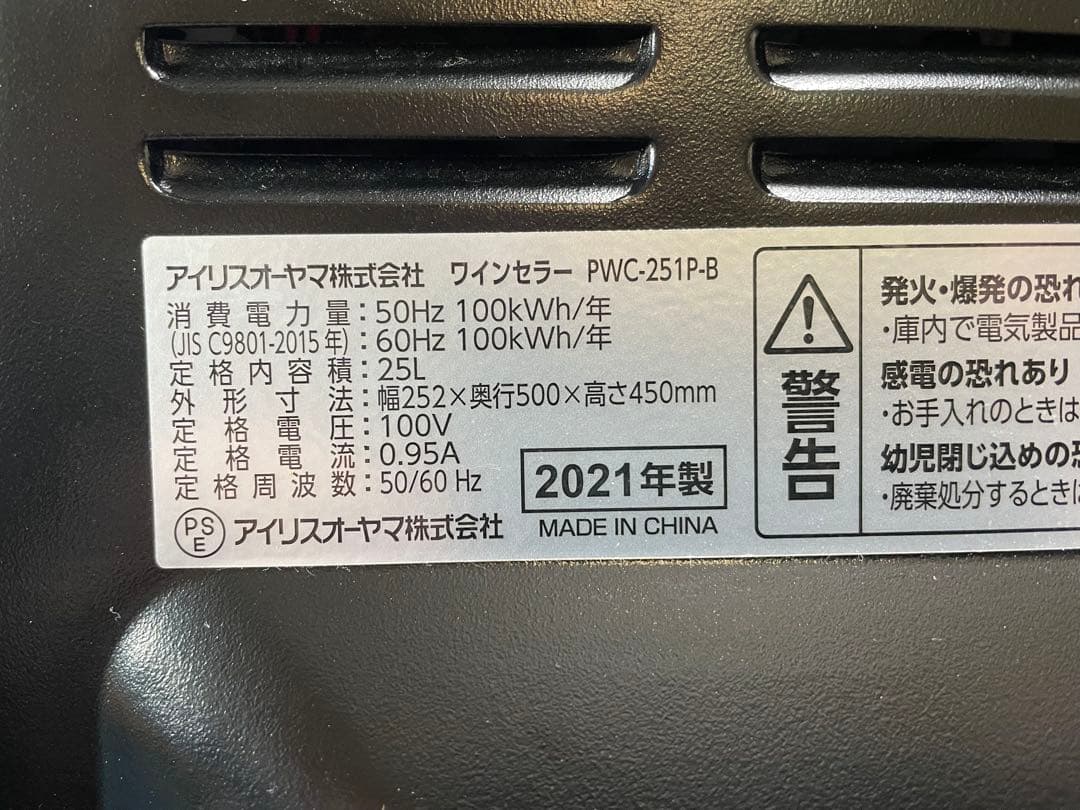 アイリスオーヤマ株式会社 ワインセラー PWC-251P-B
消費電力量:50Hz 100kWh/年
(JIS C9801-2015年):60Hz 100kWh/年
定格内容積:25L
外形寸法:幅252×奥行500×高さ450mm
定格電圧:100V
定格電流:0.95A
定格周波数:50/60 Hz
PS
E
アイリスオーヤマ株式会社
2021年製
MADE IN CHINA
警告
発火・爆発の恐れ
・庫内で電気製品
感電の恐れあり
・お手入れのときは
幼児閉じ込めの恐
・廃棄処分するときは